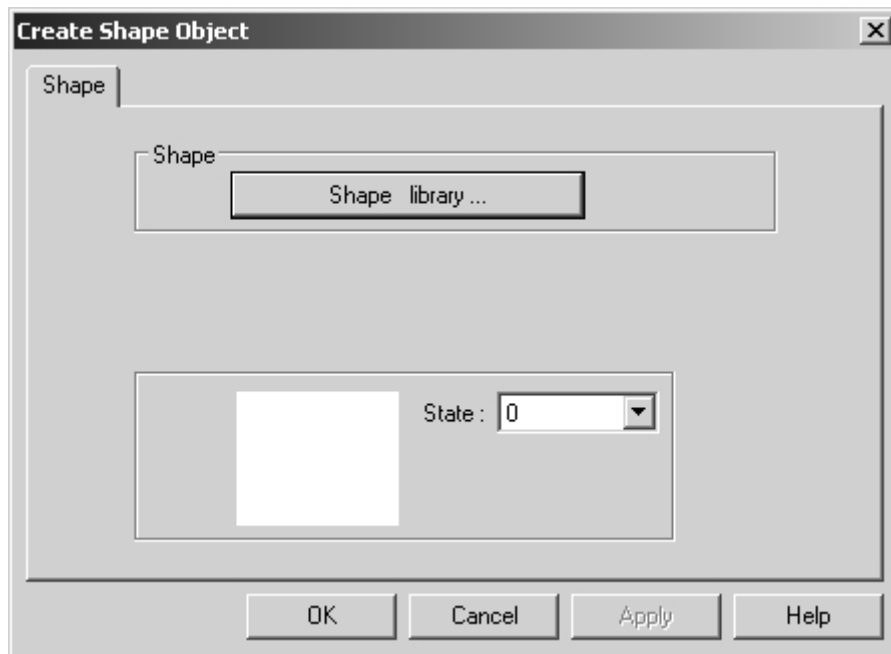 Create Shape Object
Shape
Shape
Shape library ...
State : 0
OK Cancel Apply Help